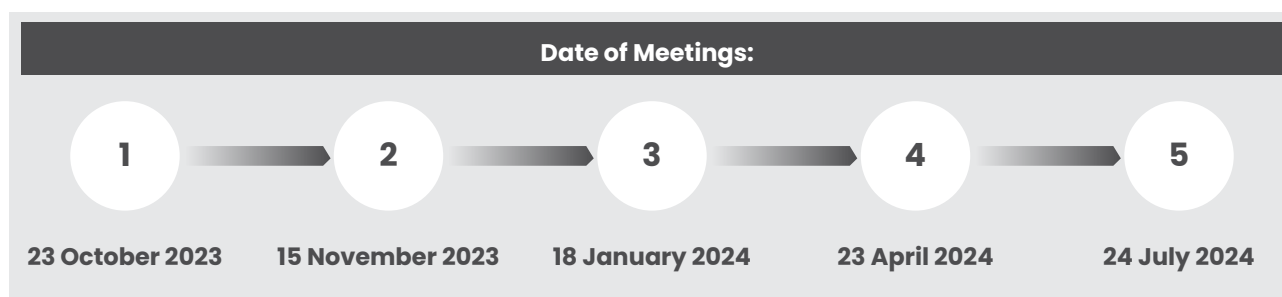 Date of Meetings:
1 2 3 4 5
23 October 2023 15 November 2023 18 January 2024 23 April 2024 24 July 2024